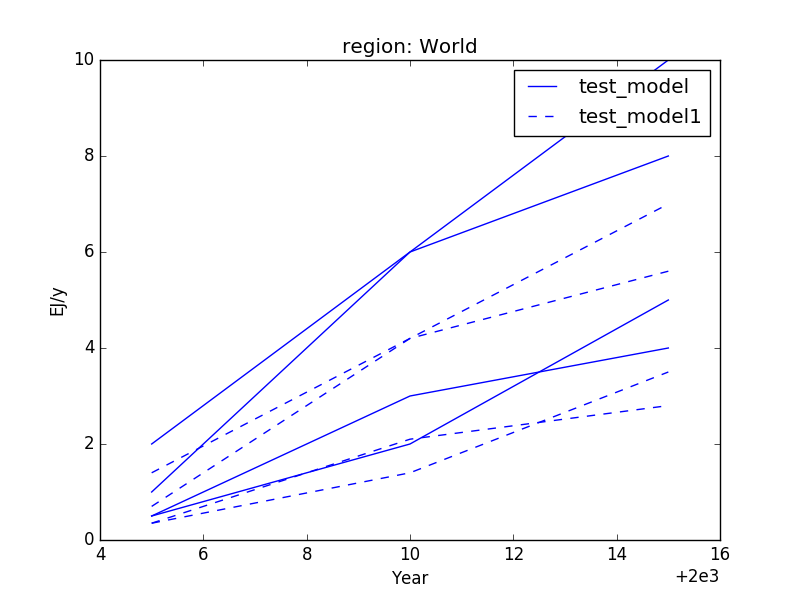 region: World
10
8
6
4
2
0
EJ/y
test_model
test_model1
4 6 8 10 12 14 16
Year
+2e3